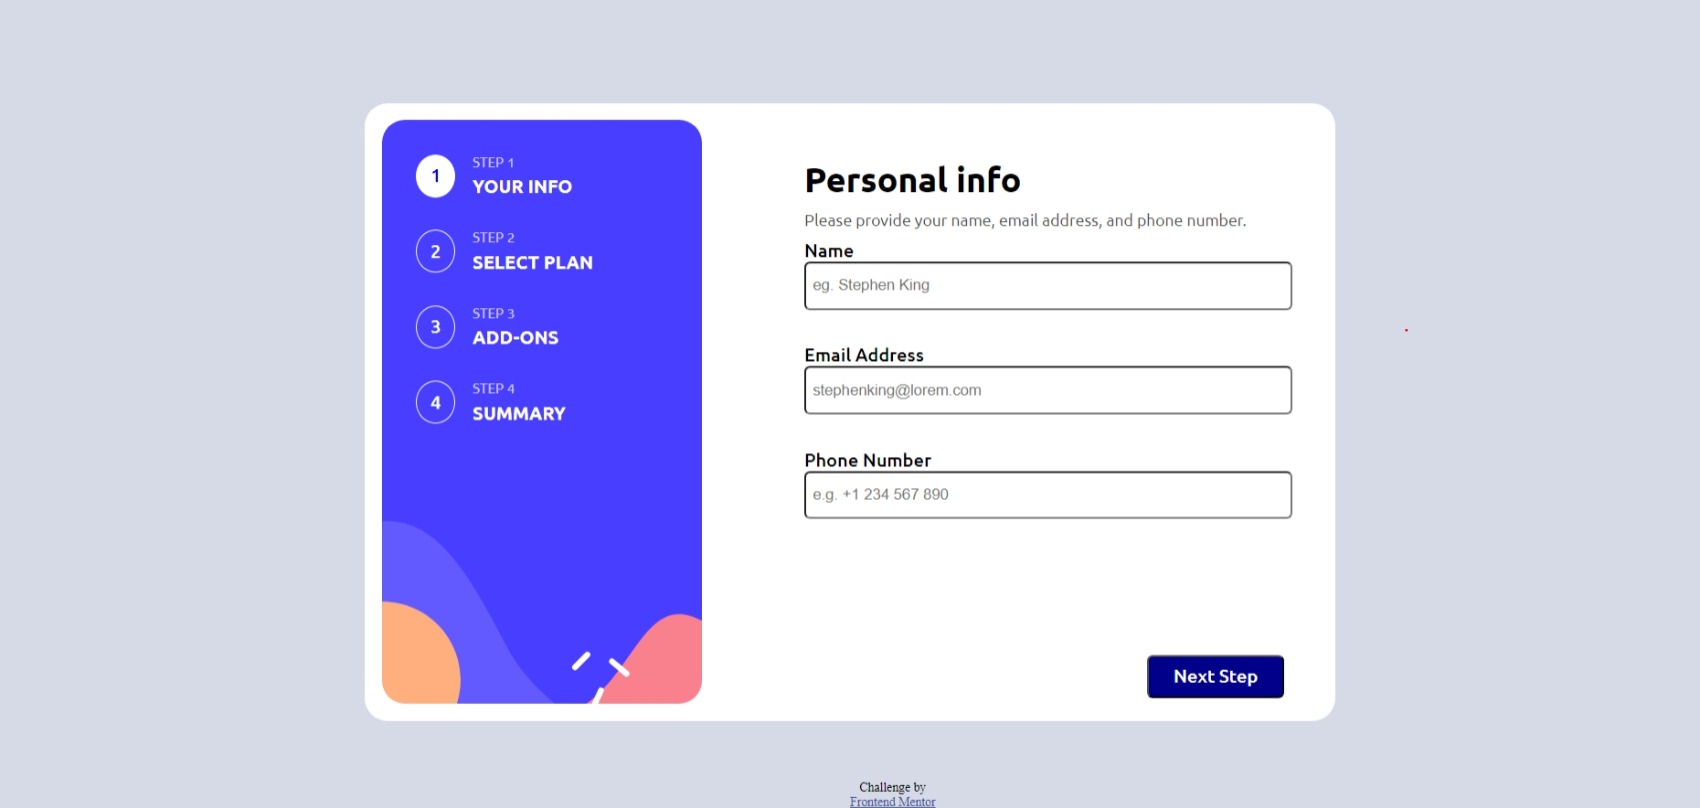 1
STEP 1
YOUR INFO
2
STEP 2
SELECT PLAN
3
STEP 3
ADD-ONS
4
STEP 4
SUMMARY
Personal info
Please provide your name, email address, and phone number.
Name
eg. Stephen King
Email Address
stephenking@lorem.com
Phone Number
e.g. +1 234 567 890
Next Step
Challenge by
Frontend Mentor